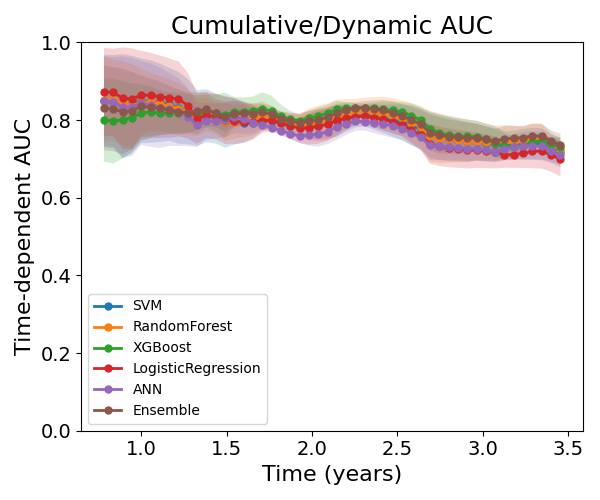 Cumulative/Dynamic AUC
Time-dependent AUC
1.0
0.8
0.6
0.4
0.2
0.0
SVM
RandomForest
XGBoost
LogisticRegression
ANN
Ensemble
1.0 1.5 2.0 2.5 3.0 3.5
Time (years)